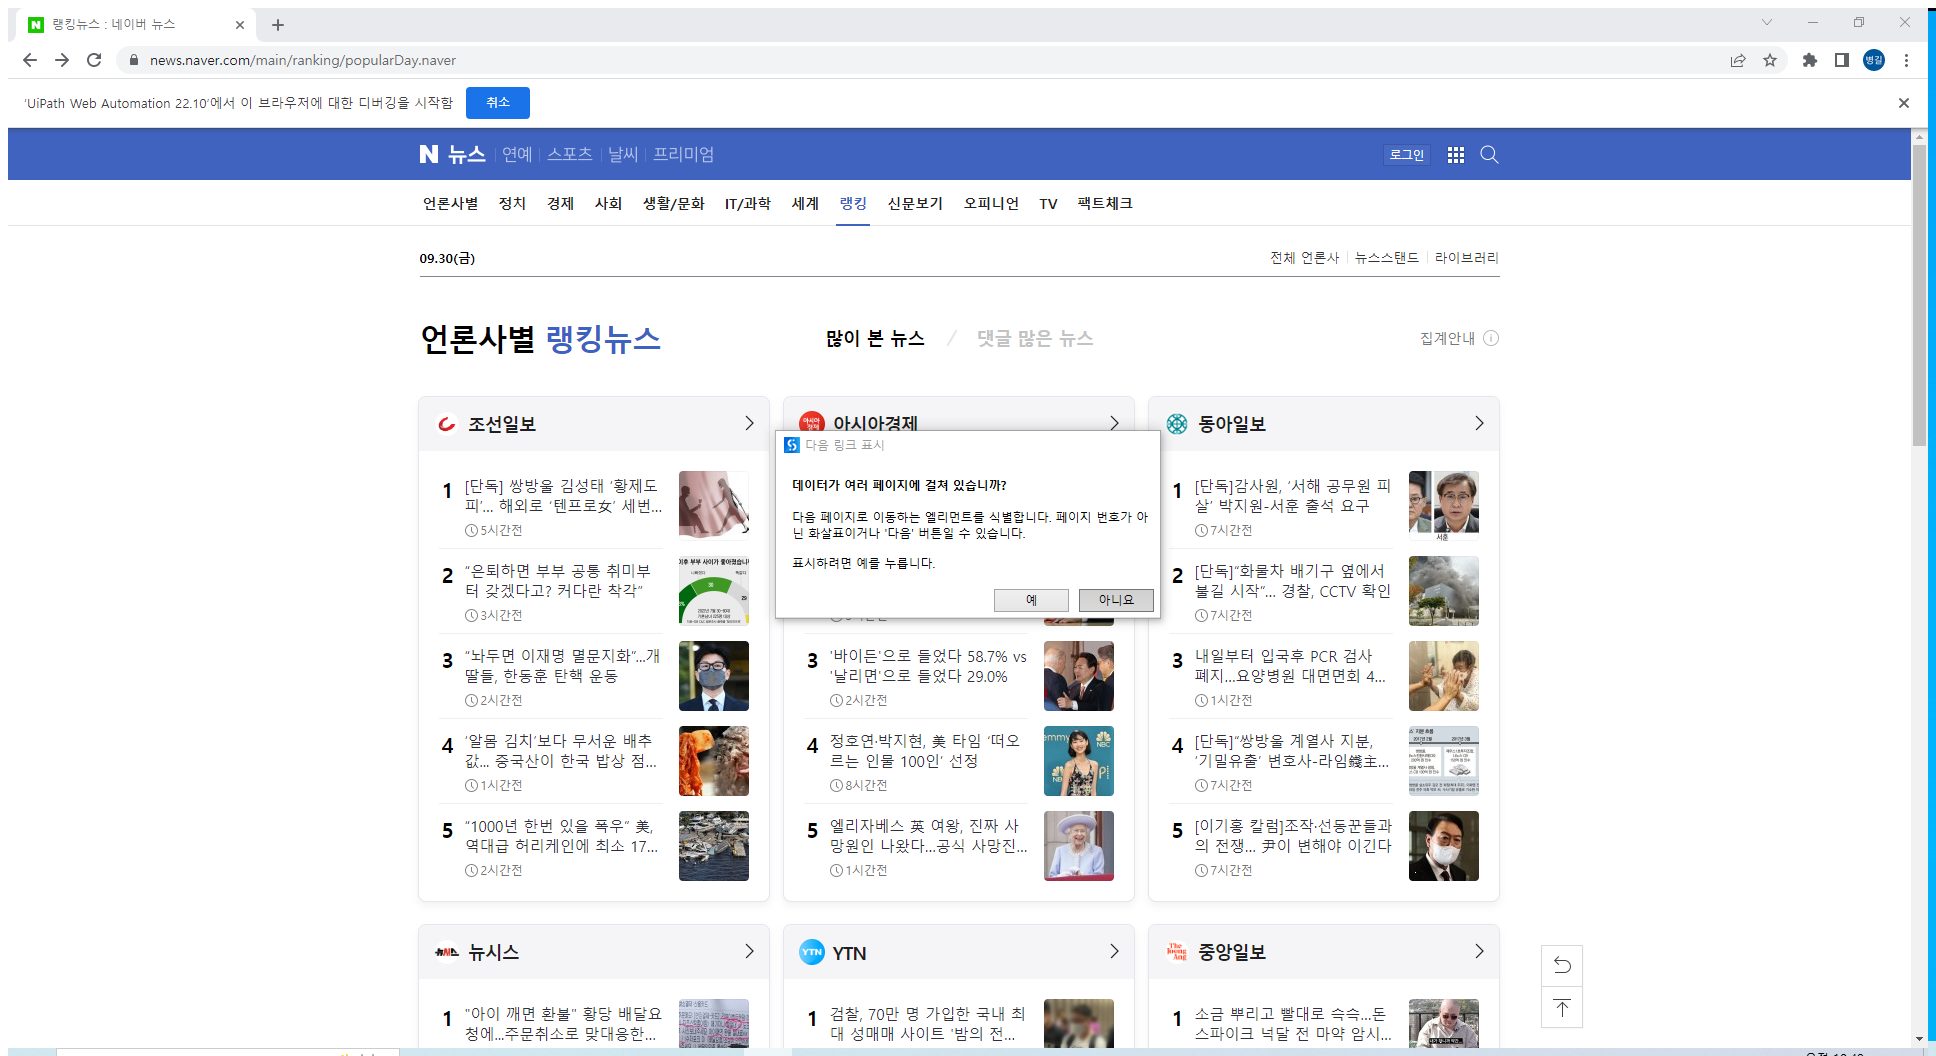 랭킹뉴스 : 네이버 뉴스
news.naver.com/main/ranking/popularDay.naver
병길
'UiPath Web Automation 22.10'에서 이 브라우저에 대한 디버깅을 시작함
취소
N 뉴스 연예 스포츠 날씨 프리미엄
로그인
언론사별 정치 경제 사회 생활/문화 IT/과학 세계 랭킹 신문보기 오피니언 TV 팩트체크
09.30(금)
전체 언론사 뉴스스탠드 라이브러리
언론사별 랭킹뉴스
많이 본 뉴스 / 댓글 많은 뉴스
집계안내
조선일보
1 [단독] 쌍방울 김성태 ‘황제도
피’... 해외로 ‘텐프로女’ 세번...
5시간전
2 “은퇴하면 부부 공통 취미부
터 갖겠다고? 커다란 착각”
3시간전
3 “놔두면 이재명 멸문지화”...개
딸들, 한동훈 탄핵 운동
2시간전
4 ‘알몸 김치’보다 무서운 배추
값... 중국산이 한국 밥상 점...
1시간전
5 “1000년 한번 있을 폭우” 美,
역대급 허리케인에 최소 17...
2시간전
아시아경제
다음 링크 표시
데이터가 여러 페이지에 걸쳐 있습니까?
다음 페이지로 이동하는 엘리먼트를 식별합니다. 페이지 번호가 아
닌 화살표이거나 '다음' 버튼일 수 있습니다.
표시하려면 예를 누릅니다.
예
아니요
3 '바이든'으로 들었다 58.7% vs
'날리면'으로 들었다 29.0%
2시간전
4 정호연·박지현, 美 타임 ‘떠오
르는 인물 100인’ 선정
8시간전
5 엘리자베스 英 여왕, 진짜 사
망원인 나왔다...공식 사망진...
1시간전
동아일보
1 [단독]감사원, ‘서해 공무원 피
살’ 박지원-서훈 출석 요구
7시간전
서훈
2 [단독]“화물차 배기구 옆에서
불길 시작”... 경찰, CCTV 확인
7시간전
3 내일부터 입국후 PCR 검사
폐지...요양병원 대면면회 4...
1시간전
4 [단독]“쌍방울 계열사 지분,
‘기밀유출’ 변호사-라임錢主...
7시간전
5 [이기홍 칼럼]조작·선동꾼들과
의 전쟁... 尹이 변해야 이긴다
7시간전
뉴시스
1 "아이 깨면 환불" 황당 배달요
청에...주문취소로 맞대응한...
YTN
YTN
1 검찰, 70만 명 가입한 국내 최
대 성매매 사이트 '밤의 전...
The JoongAng
중앙일보
1 소금 뿌리고 빨대로 슥슥...돈
스파이크 넉달 전 마약 암시...